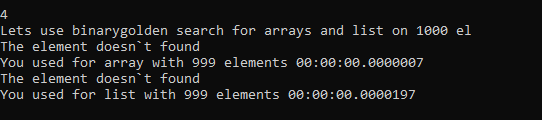 4
Lets use binarygolden search for arrays and list on 1000 el
The element doesn`t found
You used for array with 999 elements 00:00:00.0000007
The element doesn`t found
You used for list with 999 elements 00:00:00.0000197